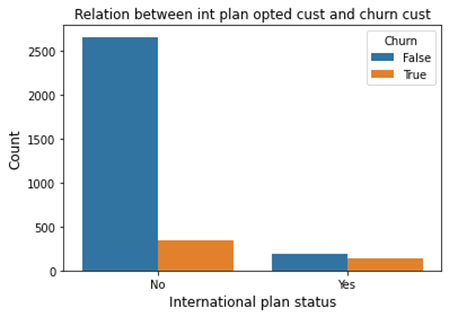 Relation between int plan opted cust and churn cust
Churn
False
True
2500
2000
1500
1000
500
0
Count
No
Yes
International plan status